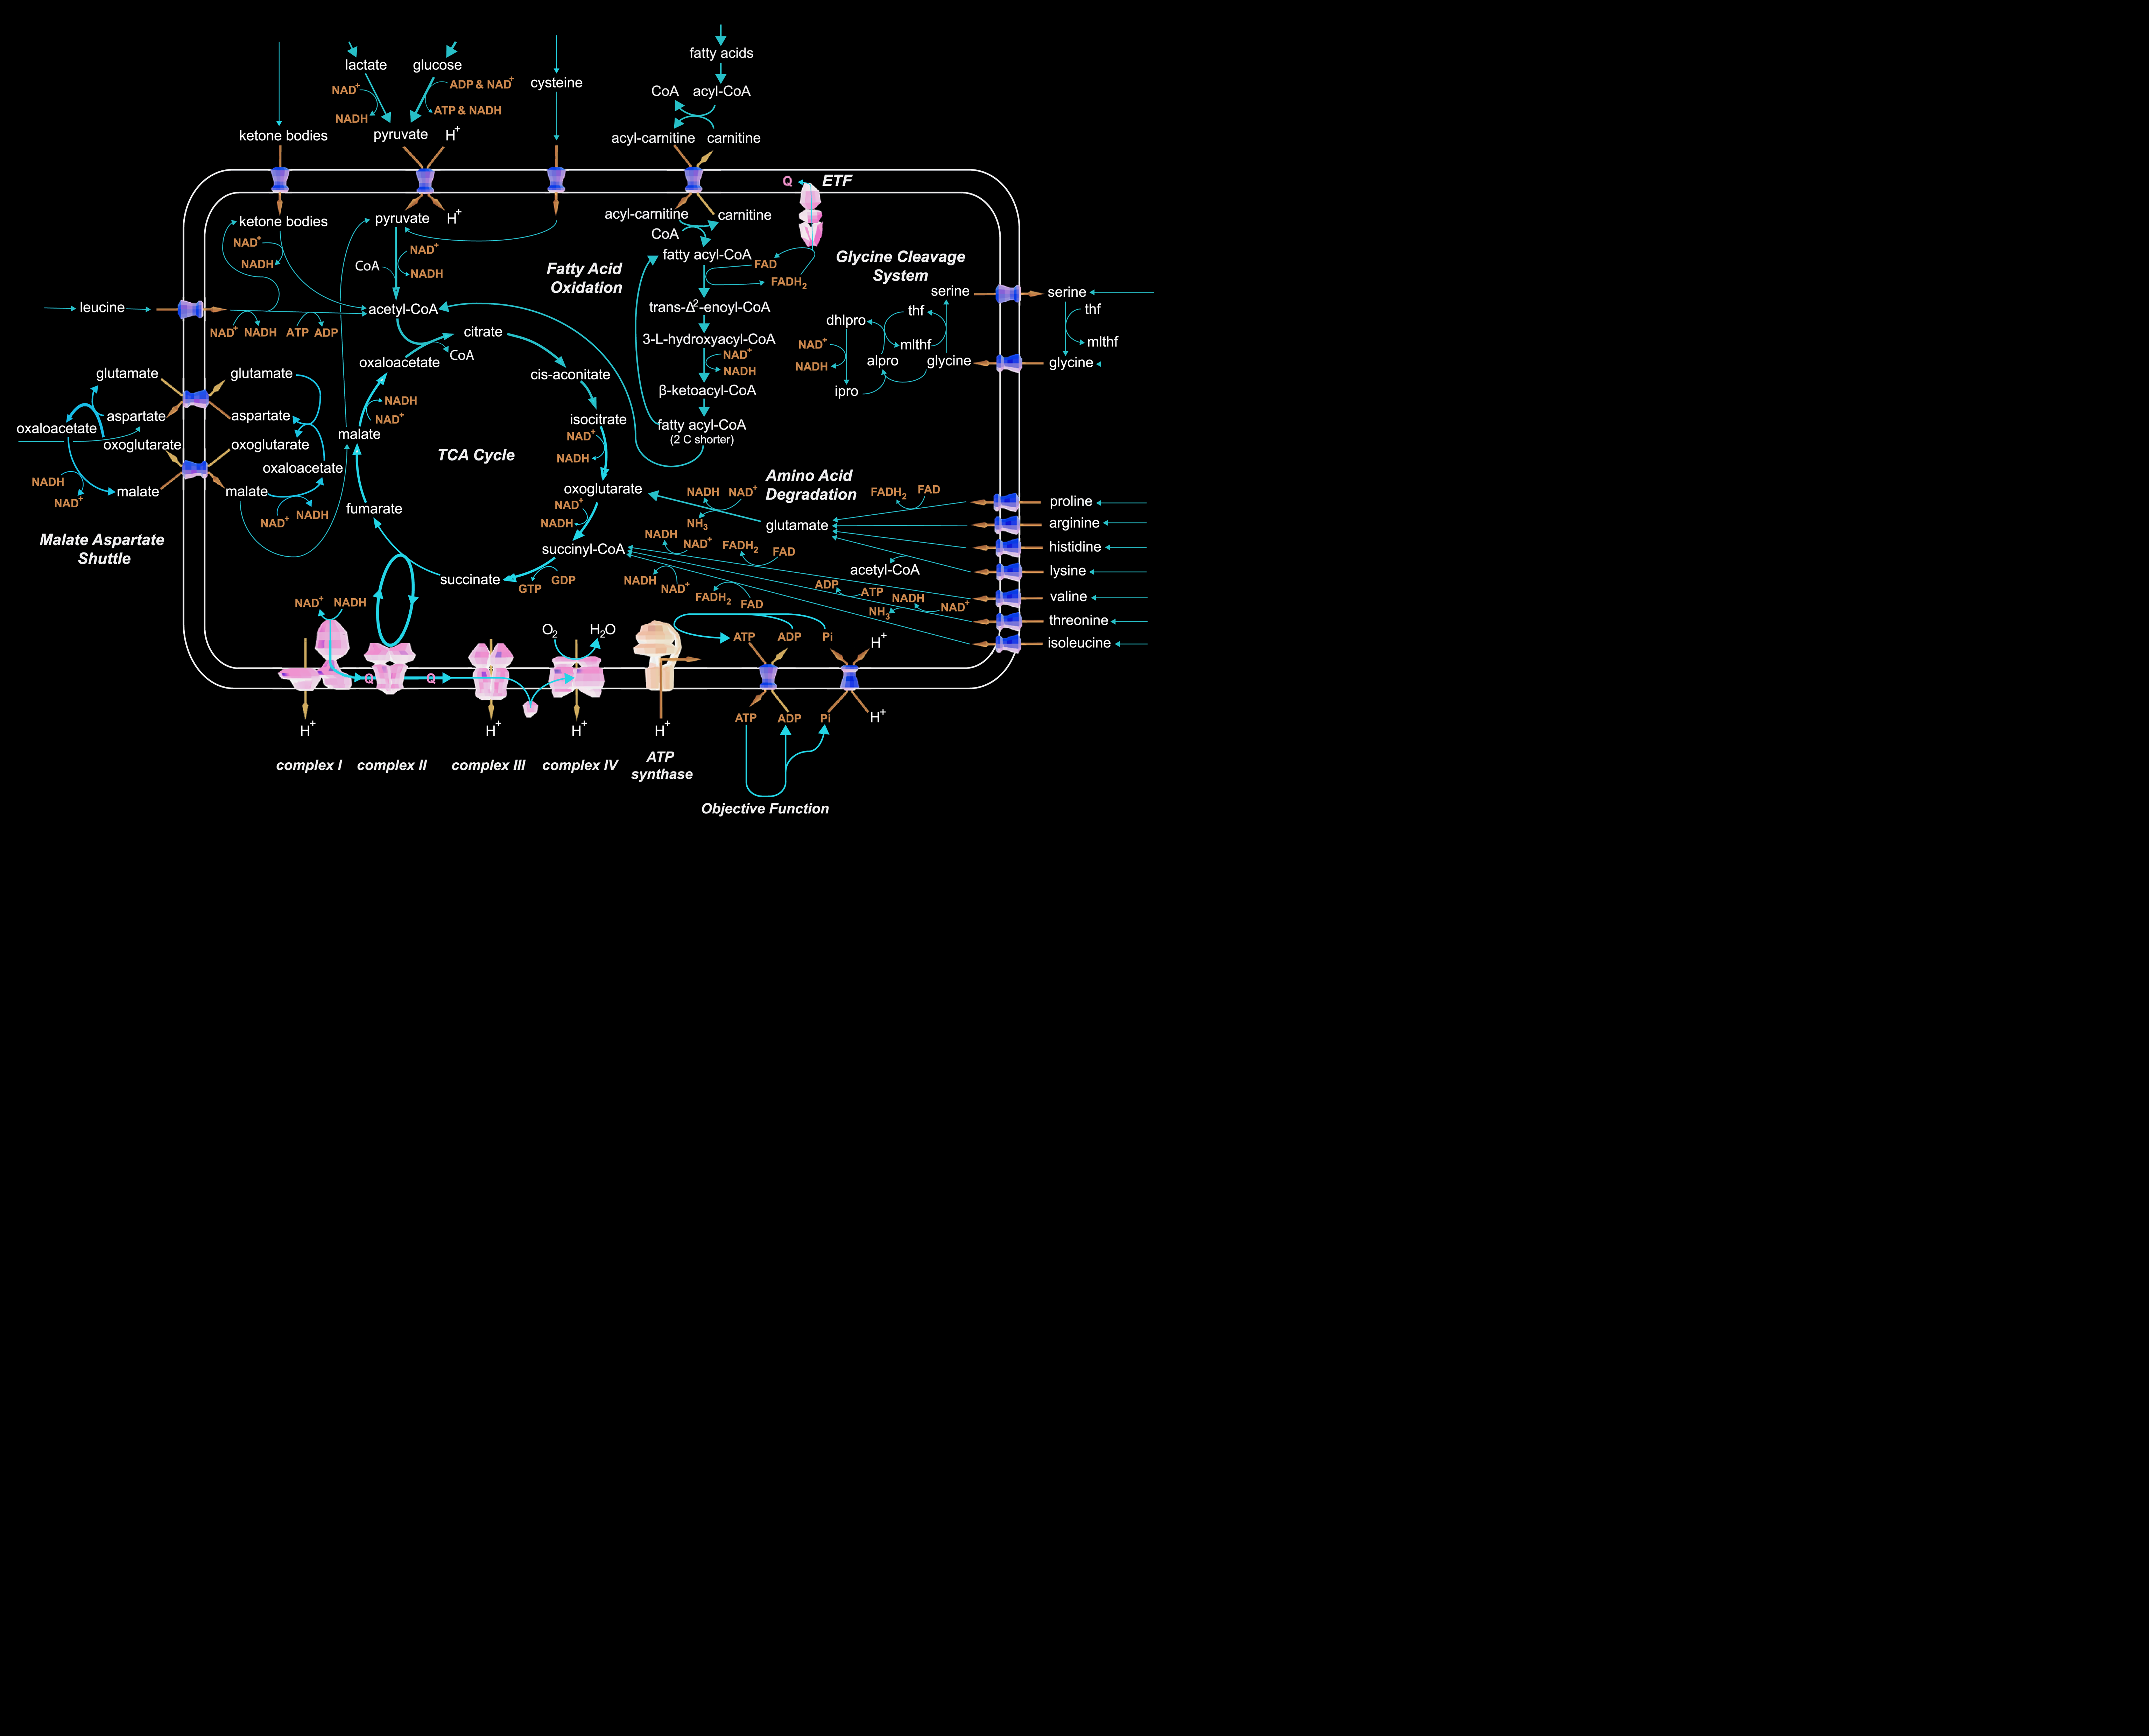 fatty acids
lactate
glucose
NAD+
ADP & NAD+
cysteine
CoA
acyl-CoA
NADH
ATP & NADH
ketone bodies
pyruvate
H+
acyl-carnitine
carnitine
Q
ETF
ketone bodies
pyruvate
H+
acyl-carnitine
carnitine
CoA
NAD+
NADH
NAD+
NADH
CoA
Fatty Acid
Oxidation
fatty acyl-CoA
FAD
FADH2
Glycine Cleavage
System
leucine
NAD+
NADH
ATP
ADP
acetyl-CoA
citrate
CoA
oxaloacetate
cis-aconitate
trans-Δ2-enoyl-CoA
3-L-hydroxyacyl-CoA
NAD+
NADH
β-ketoacyl-CoA
fatty acyl-CoA
(2 C shorter)
serine
serine
thf
thf
dhlpro
mlthf
mlthf
NAD+
NADH
alpro
glycine
glycine
ipro
glutamate
glutamate
aspartate
aspartate
oxaloacetate
oxoglutarate
oxoglutarate
oxaloacetate
NADH
NAD+
malate
malate
NAD+
NADH
Malate Aspartate
Shuttle
NADH
NAD+
malate
TCA Cycle
isocitrate
NAD+
NADH
oxoglutarate
fumarate
NAD+
NADH
succinyl-CoA
succinate
GTP
GDP
Amino Acid
Degradation
NADH
NAD+
FADH2
FAD
NH3
glutamate
NADH
NAD+
FADH2
FAD
acetyl-CoA
NADH
NAD+
FADH2
FAD
ADP
ATP
NH3
NADH
NAD+
proline
arginine
histidine
lysine
valine
threonine
isoleucine
NAD+
NADH
O2
H2O
ATP
ADP
Pi
H+
Q
Q
H+
H+
H+
H+
ATP
ADP
Pi
H+
complex I
complex II
complex III
complex IV
ATP
synthase
Objective Function